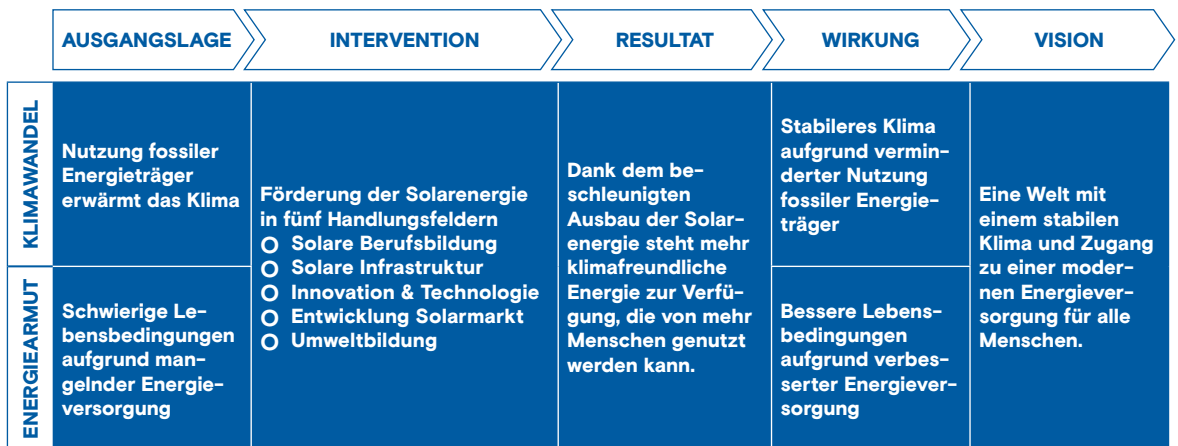 AUSGANGSLAGE
INTERVENTION
RESULTAT
WIRKUNG
VISION
KLIMAWANDEL
Nutzung fossiler
Energieträger
erwärmt das Klima
ENERGIEARMUT
Schwierige Le-
bensbedingungen
aufgrund man-
gelnder Energie-
versorgung
Förderung der Solarenergie
in fünf Handlungsfeldern
O Solare Berufsbildung
O Solare Infrastruktur
O Innovation & Technologie
O Entwicklung Solarmarkt
O Umweltbildung
Dank dem be-
schleunigten
Ausbau der Solar-
energie steht mehr
klimafreundliche
Energie zur Verfü-
gung, die von mehr
Menschen genutzt
werden kann.
Stabileres Klima
aufgrund vermin-
derter Nutzung
fossiler Energie-
träger
Bessere Lebens-
bedingungen
aufgrund verbes-
serter Energiever-
sorgung
Eine Welt mit
einem stabilen
Klima und Zugang
zu einer moder-
nen Energiever-
sorgung für alle
Menschen.